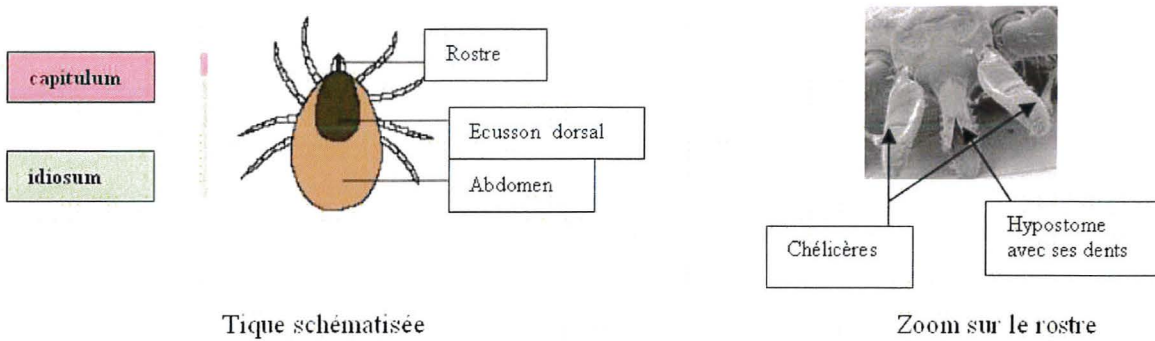 capitulum
idiosum
Rostre
Ecusson dorsal
Abdomen
Tique schématisée
Chélicères
Hypostome
avec ses dents
Zoom sur le rostre